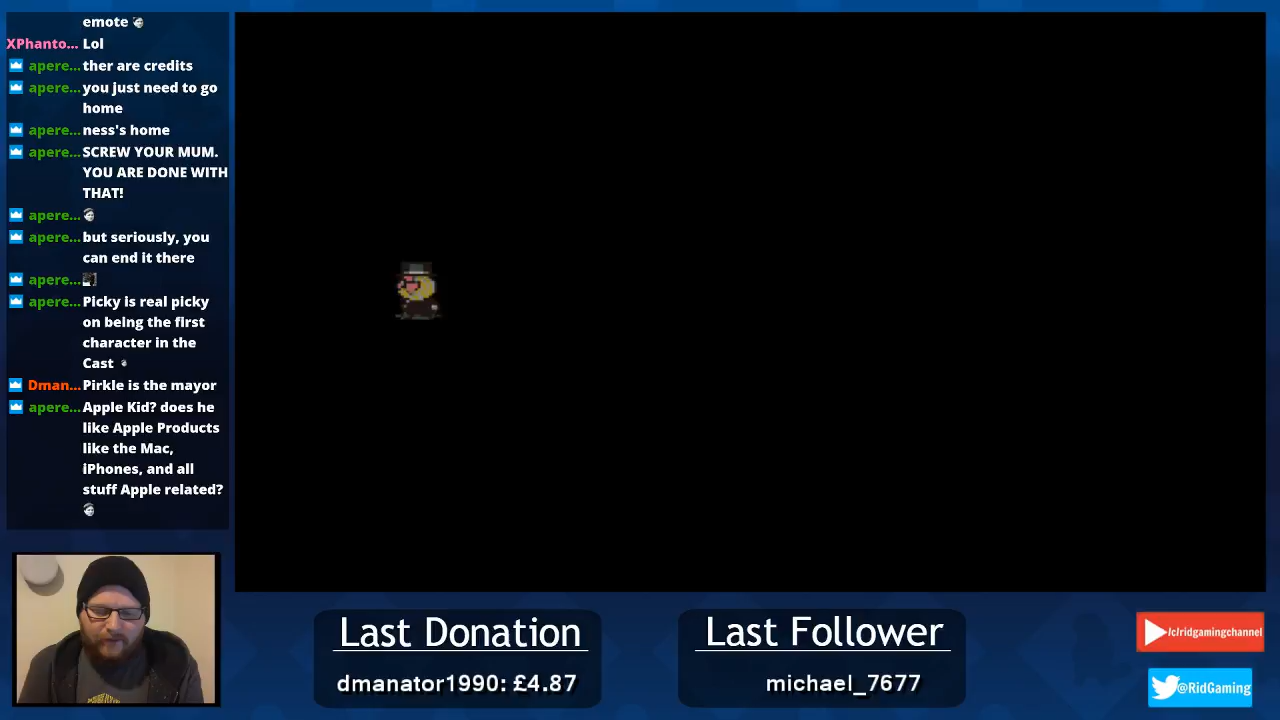 emote
XPhanto... Lol
apere... ther are credits
apere... you just need to go
home
apere... ness's home
apere... SCREW YOUR MUM.
YOU ARE DONE WITH
THAT!
apere...
apere... but seriously, you
can end it there
apere...
apere... Picky is real picky
on being the first
character in the
Cast
Dman... Pirkle is the mayor
apere... Apple Kid? does he
like Apple Products
like the Mac,
iPhones, and all
stuff Apple related?
Last Donation
dmanator1990: £4.87
Last Follower
michael_7677
/c/ridgamingchannel
@RidGaming